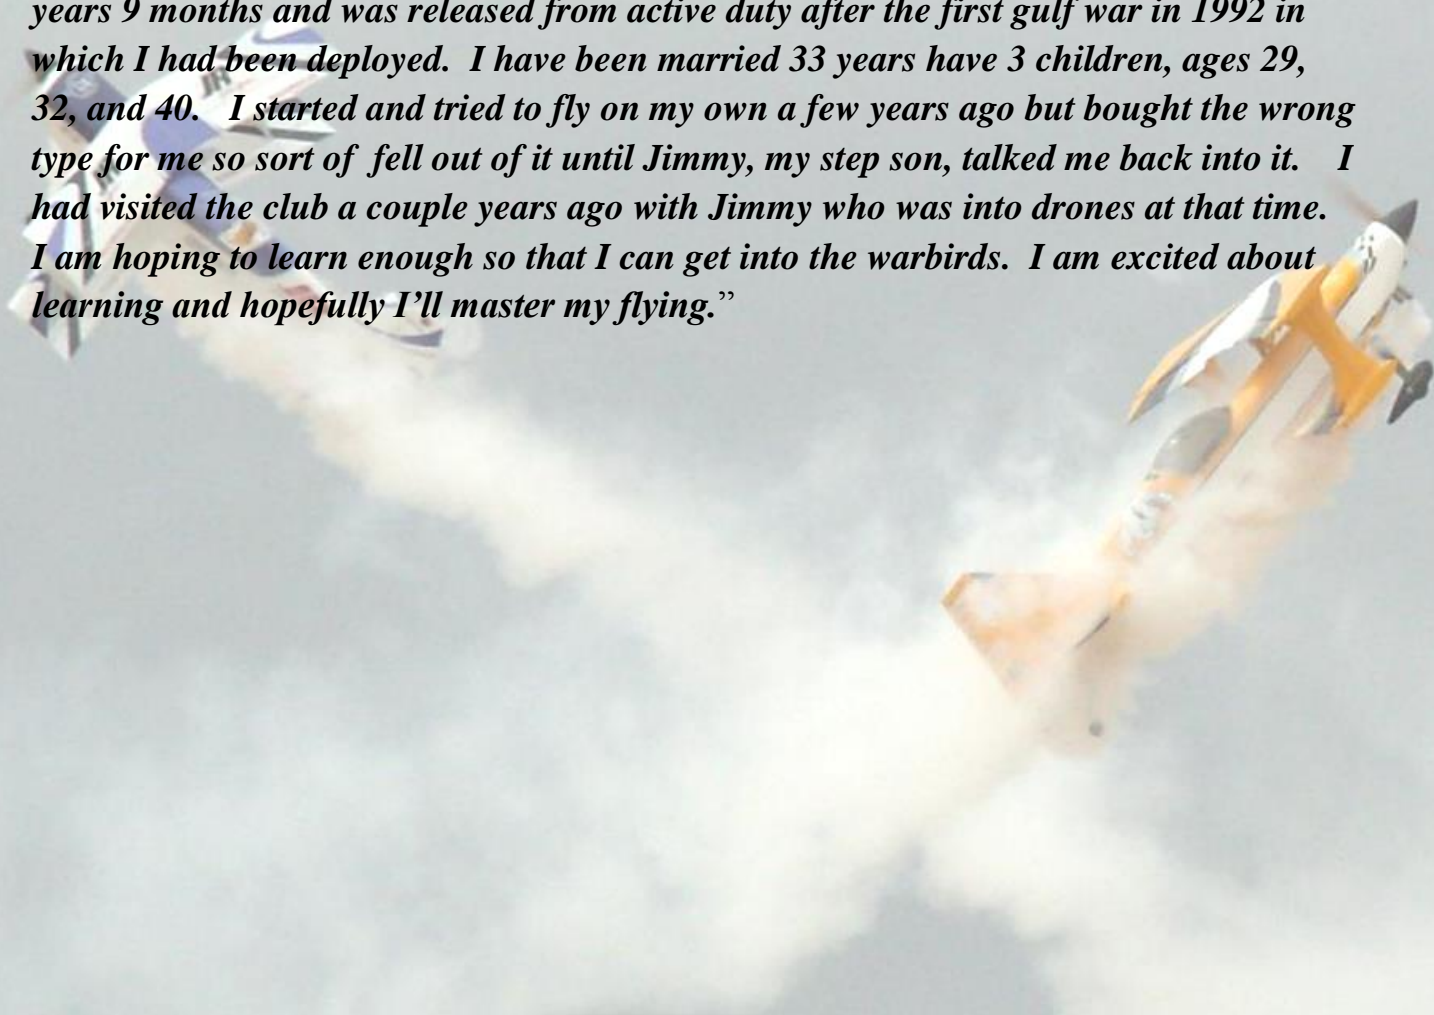 years 9 months and was released from active duty after the first gulf war in 1992 in
which I had been deployed.  I have been married 33 years have 3 children, ages 29,
32, and 40.   I started and tried to fly on my own a few years ago but bought the wrong
type for me so sort of  fell out of it until Jimmy, my step son, talked me back into it.    I
had visited the club a couple years ago with Jimmy who was into drones at that time.
I am hoping to learn enough so that I can get into the warbirds.  I am excited about
learning and hopefully I’ll master my flying.”